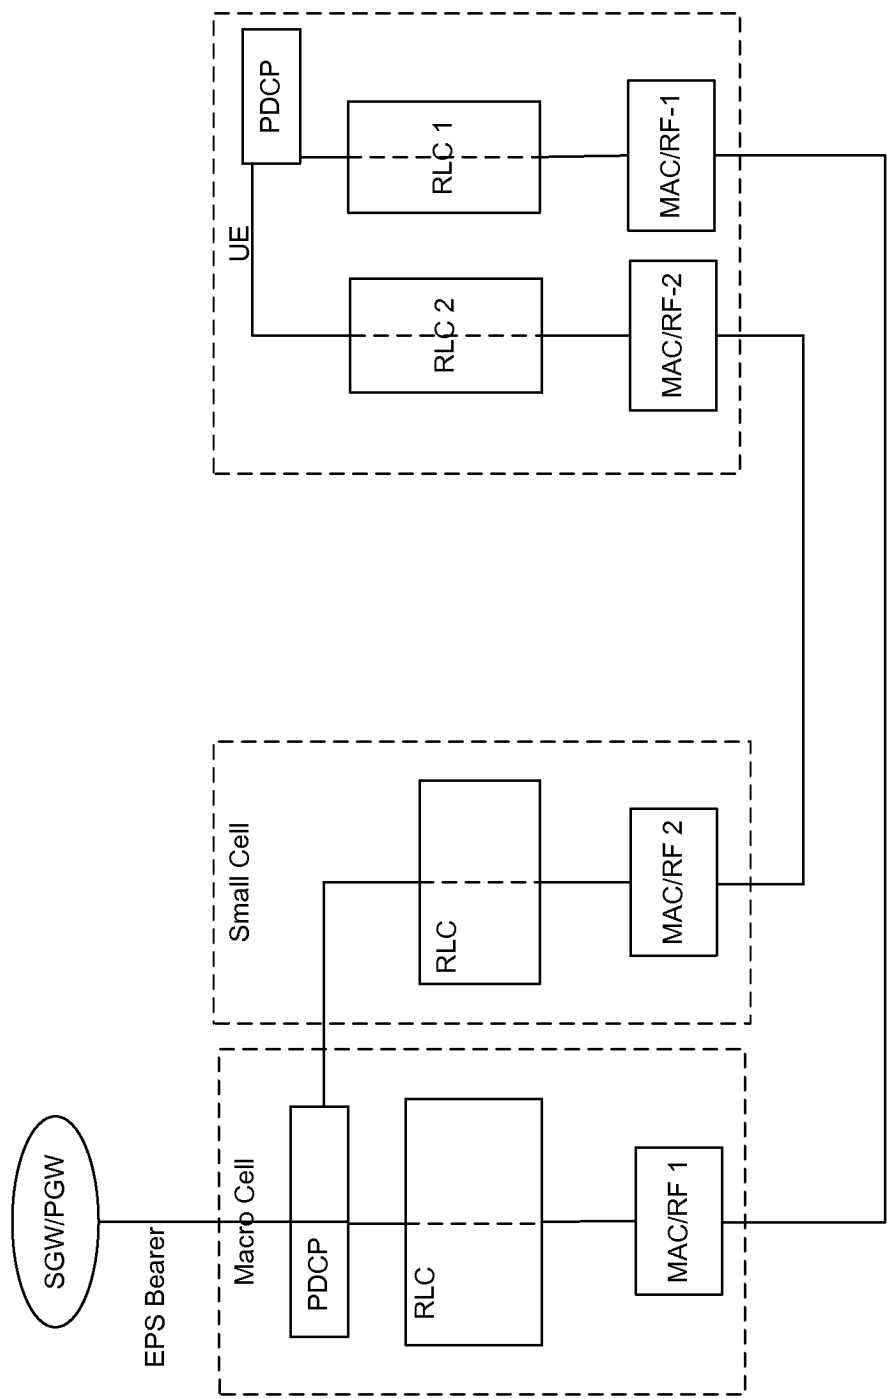 SGW/PGW
EPS Bearer
Macro Cell
PDCP
RLC
MAC/RF 1
Small Cell
RLC
MAC/RF 2
UE
PDCP
RLC 2
RLC 1
MAC/RF-2
MAC/RF-1